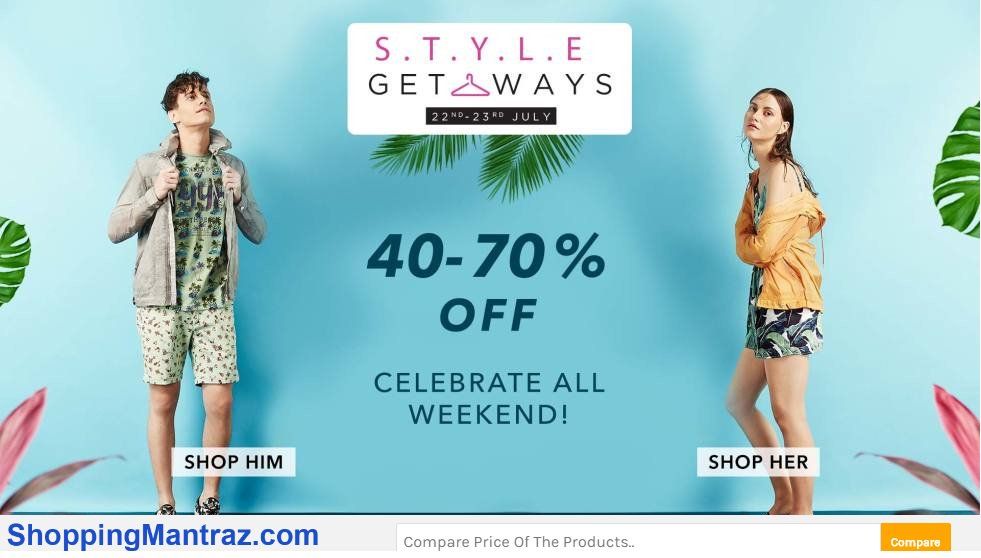 S.T.Y.L.E
GETAWAYS
22ND-23RD JULY
40-70%
OFF
CELEBRATE ALL
WEEKEND!
SHOP HIM
SHOP HER
ShoppingMantraz.com
Compare Price Of The Products..
Compare